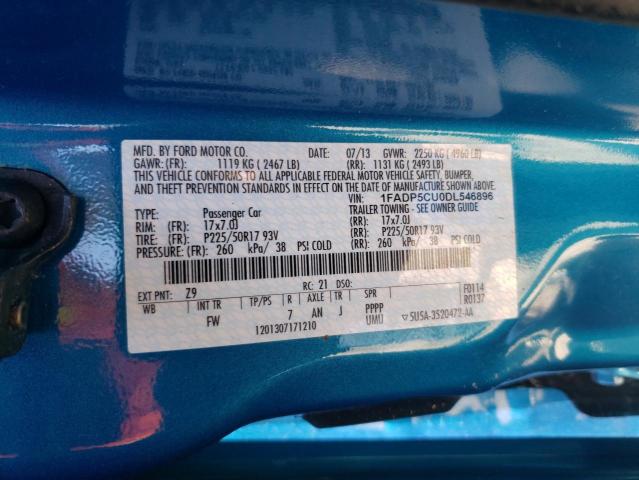 MFD. BY FORD MOTOR CO. DATE: 07/13 GVWR: 2250 KG ( 4960 LB)
GAWR: (FR): 1119 KG ( 2467 LB) (RR): 1131 KG ( 2493 LB)
THIS VEHICLE CONFORMS TO ALL APPLICABLE FEDERAL MOTOR VEHICLE SAFETY, BUMPER,
AND THEFT PREVENTION STANDARDS IN EFFECT ON THE DATE OF MANUFACTURE SHOWN ABOVE.
VIN: 1FADP5CU0DL546896
TYPE: Passenger Car TRAILER TOWING - SEE OWNER GUIDE
RIM: (FR): 17x7.0J (RR): 17x7.0J
TIRE: (FR): P225/50R17 93V (RR): P225/50R17 93V
PRESSURE: (FR): 260 kPa/ 38 PSI COLD (RR): 260 kPa/ 38 PSI COLD
EXT PNT: Z9 RC: 21 DSO: F0114
WB INT TR TP/PS R AXLE TR SPR R0137
FW 7 AN J PPPP
UMU
1201307171210 5U5A-3520472-AA